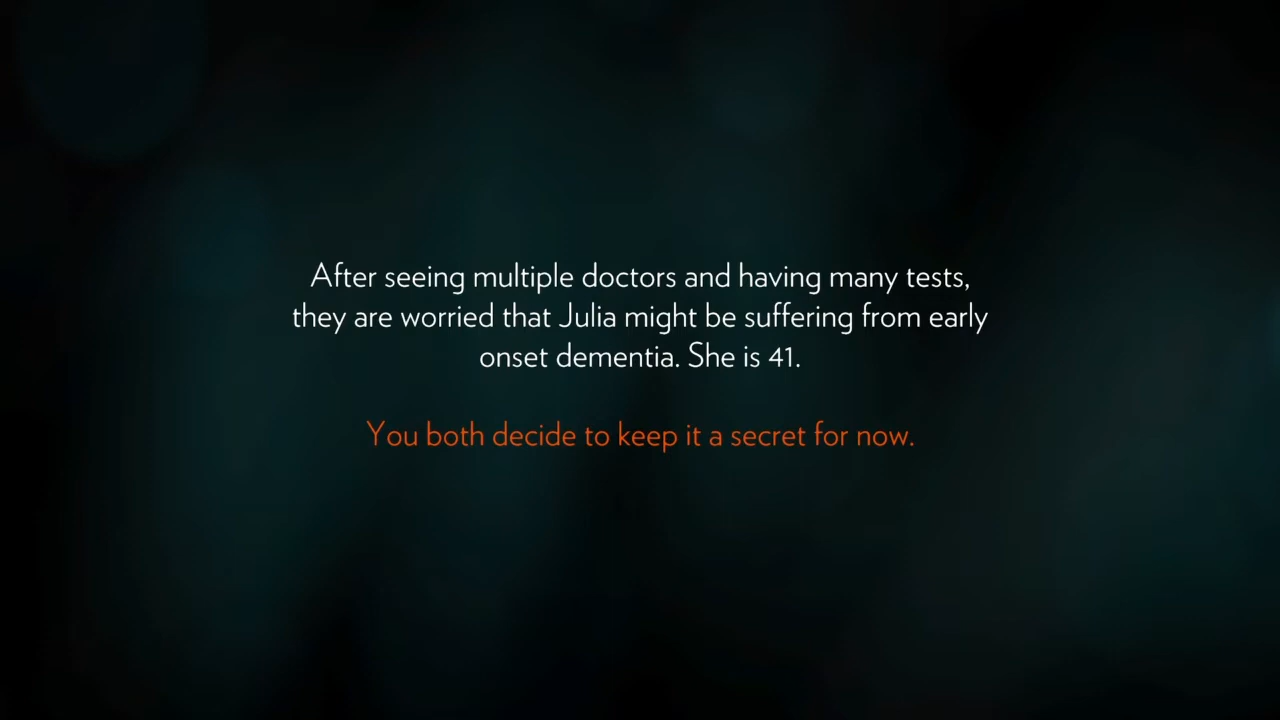 After seeing multiple doctors and having many tests,
they are worried that Julia might be suffering from early
onset dementia. She is 41.
You both decide to keep it a secret for now.